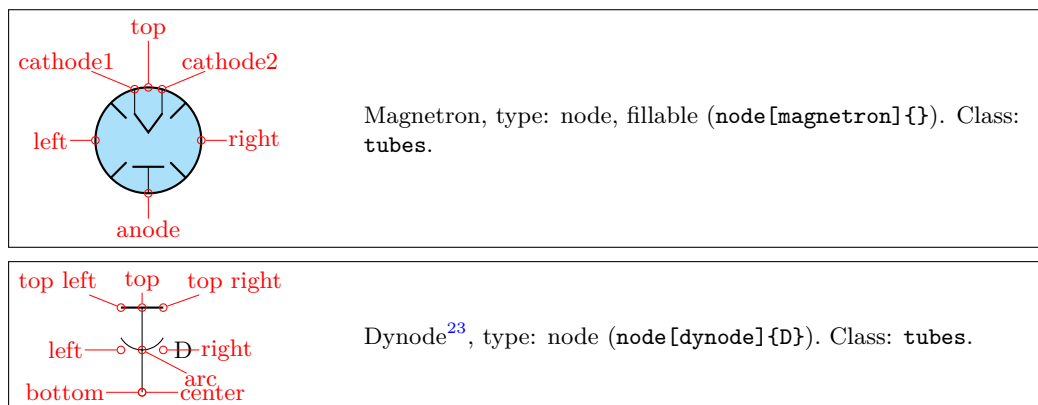 top
cathode1 cathode2
left right
anode
Magnetron, type: node, fillable (node[magnetron]{}). Class:
tubes.
top left top top right
left D right
arc
bottom center
Dynode23, type: node (node[dynode]{D}). Class: tubes.